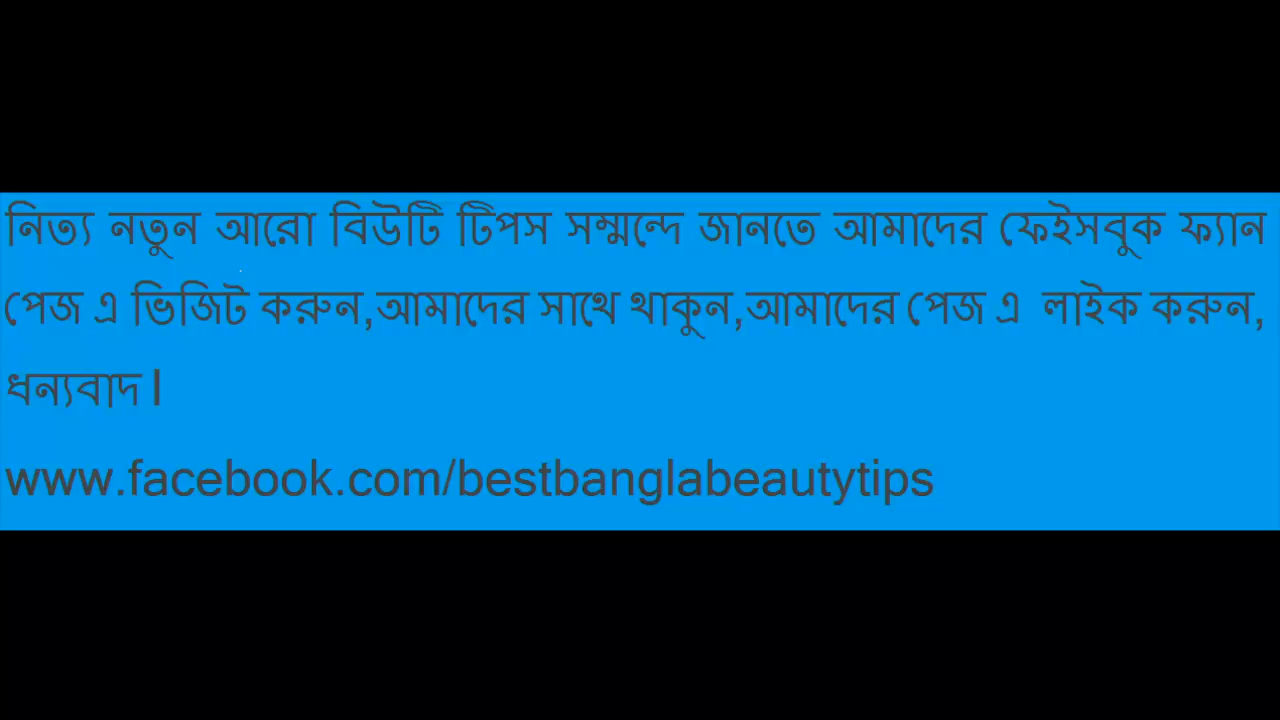 নিত্য নতুন আরো বিউটি টিপস সম্মন্দে জানতে আমাদের ফেইসবুক ফ্যান
পেজ এ ভিজিট করুন,আমাদের সাথে থাকুন,আমাদের পেজ এ লাইক করুন,
ধন্যবাদ।
www.facebook.com/bestbanglabeautytips